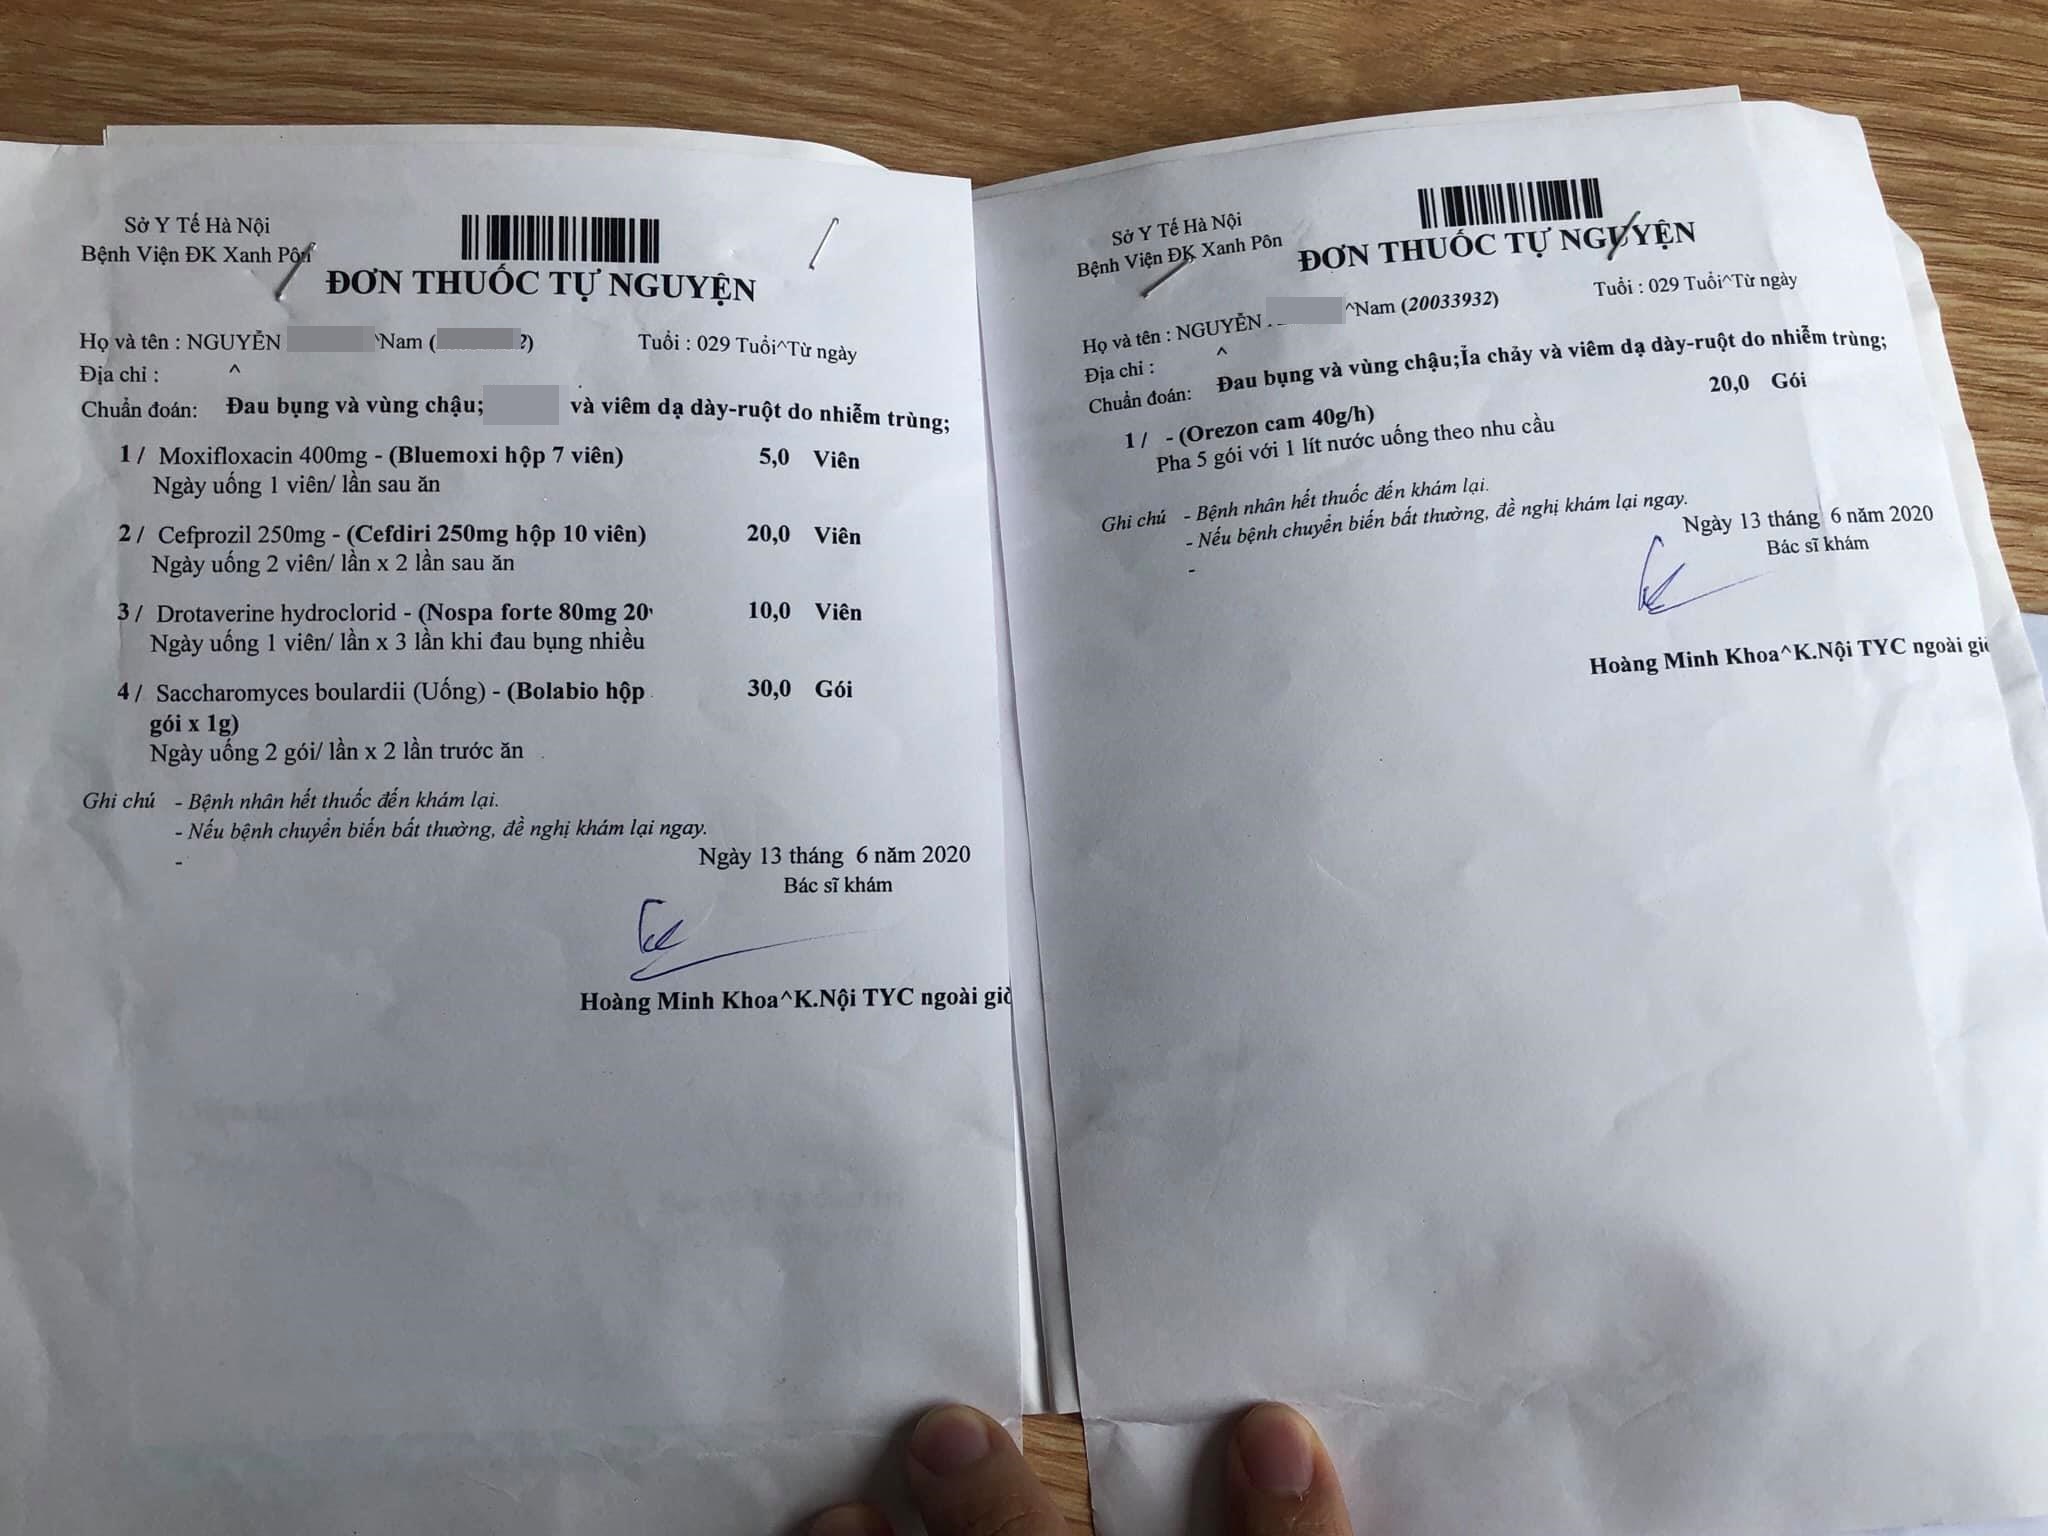 Sở Y Tế Hà Nội
Bệnh Viện ĐK Xanh Pôn
ĐƠN THUỐC TỰ NGUYỆN
Họ và tên : NGUYỄN ^Nam ( 2)
Tuổi : 029 Tuổi^Từ ngày
Địa chỉ : ^
Chuẩn đoán: Đau bụng và vùng chậu; và viêm dạ dày-ruột do nhiễm trùng;
1 / Moxifloxacin 400mg - (Bluemoxi hộp 7 viên) 5,0 Viên
Ngày uống 1 viên/ lần sau ăn
2 / Cefprozil 250mg - (Cefdiri 250mg hộp 10 viên) 20,0 Viên
Ngày uống 2 viên/ lần x 2 lần sau ăn
3 / Drotaverine hydroclorid - (Nospa forte 80mg 20 10,0 Viên
Ngày uống 1 viên/ lần x 3 lần khi đau bụng nhiều
4 / Saccharomyces boulardii (Uống) - (Bolabio hộp 30,0 Gói
gói x 1g)
Ngày uống 2 gói/ lần x 2 lần trước ăn
Ghi chú - Bệnh nhân hết thuốc đến khám lại.
- Nếu bệnh chuyển biến bất thường, đề nghị khám lại ngay.
-
Ngày 13 tháng 6 năm 2020
Bác sĩ khám
Hoàng Minh Khoa^K.Nội TYC ngoài giờ
Sở Y Tế Hà Nội
Bệnh Viện ĐK Xanh Pôn
ĐƠN THUỐC TỰ NGUYỆN
Họ và tên : NGUYỄN ^Nam (20033932)
Tuổi : 029 Tuổi^Từ ngày
Địa chỉ : ^
Chuẩn đoán: Đau bụng và vùng chậu;Ỉa chảy và viêm dạ dày-ruột do nhiễm trùng;
1 / - (Orezon cam 40g/h) 20,0 Gói
Pha 5 gói với 1 lít nước uống theo nhu cầu
Ghi chú - Bệnh nhân hết thuốc đến khám lại.
- Nếu bệnh chuyển biến bất thường, đề nghị khám lại ngay.
-
Ngày 13 tháng 6 năm 2020
Bác sĩ khám
Hoàng Minh Khoa^K.Nội TYC ngoài giờ